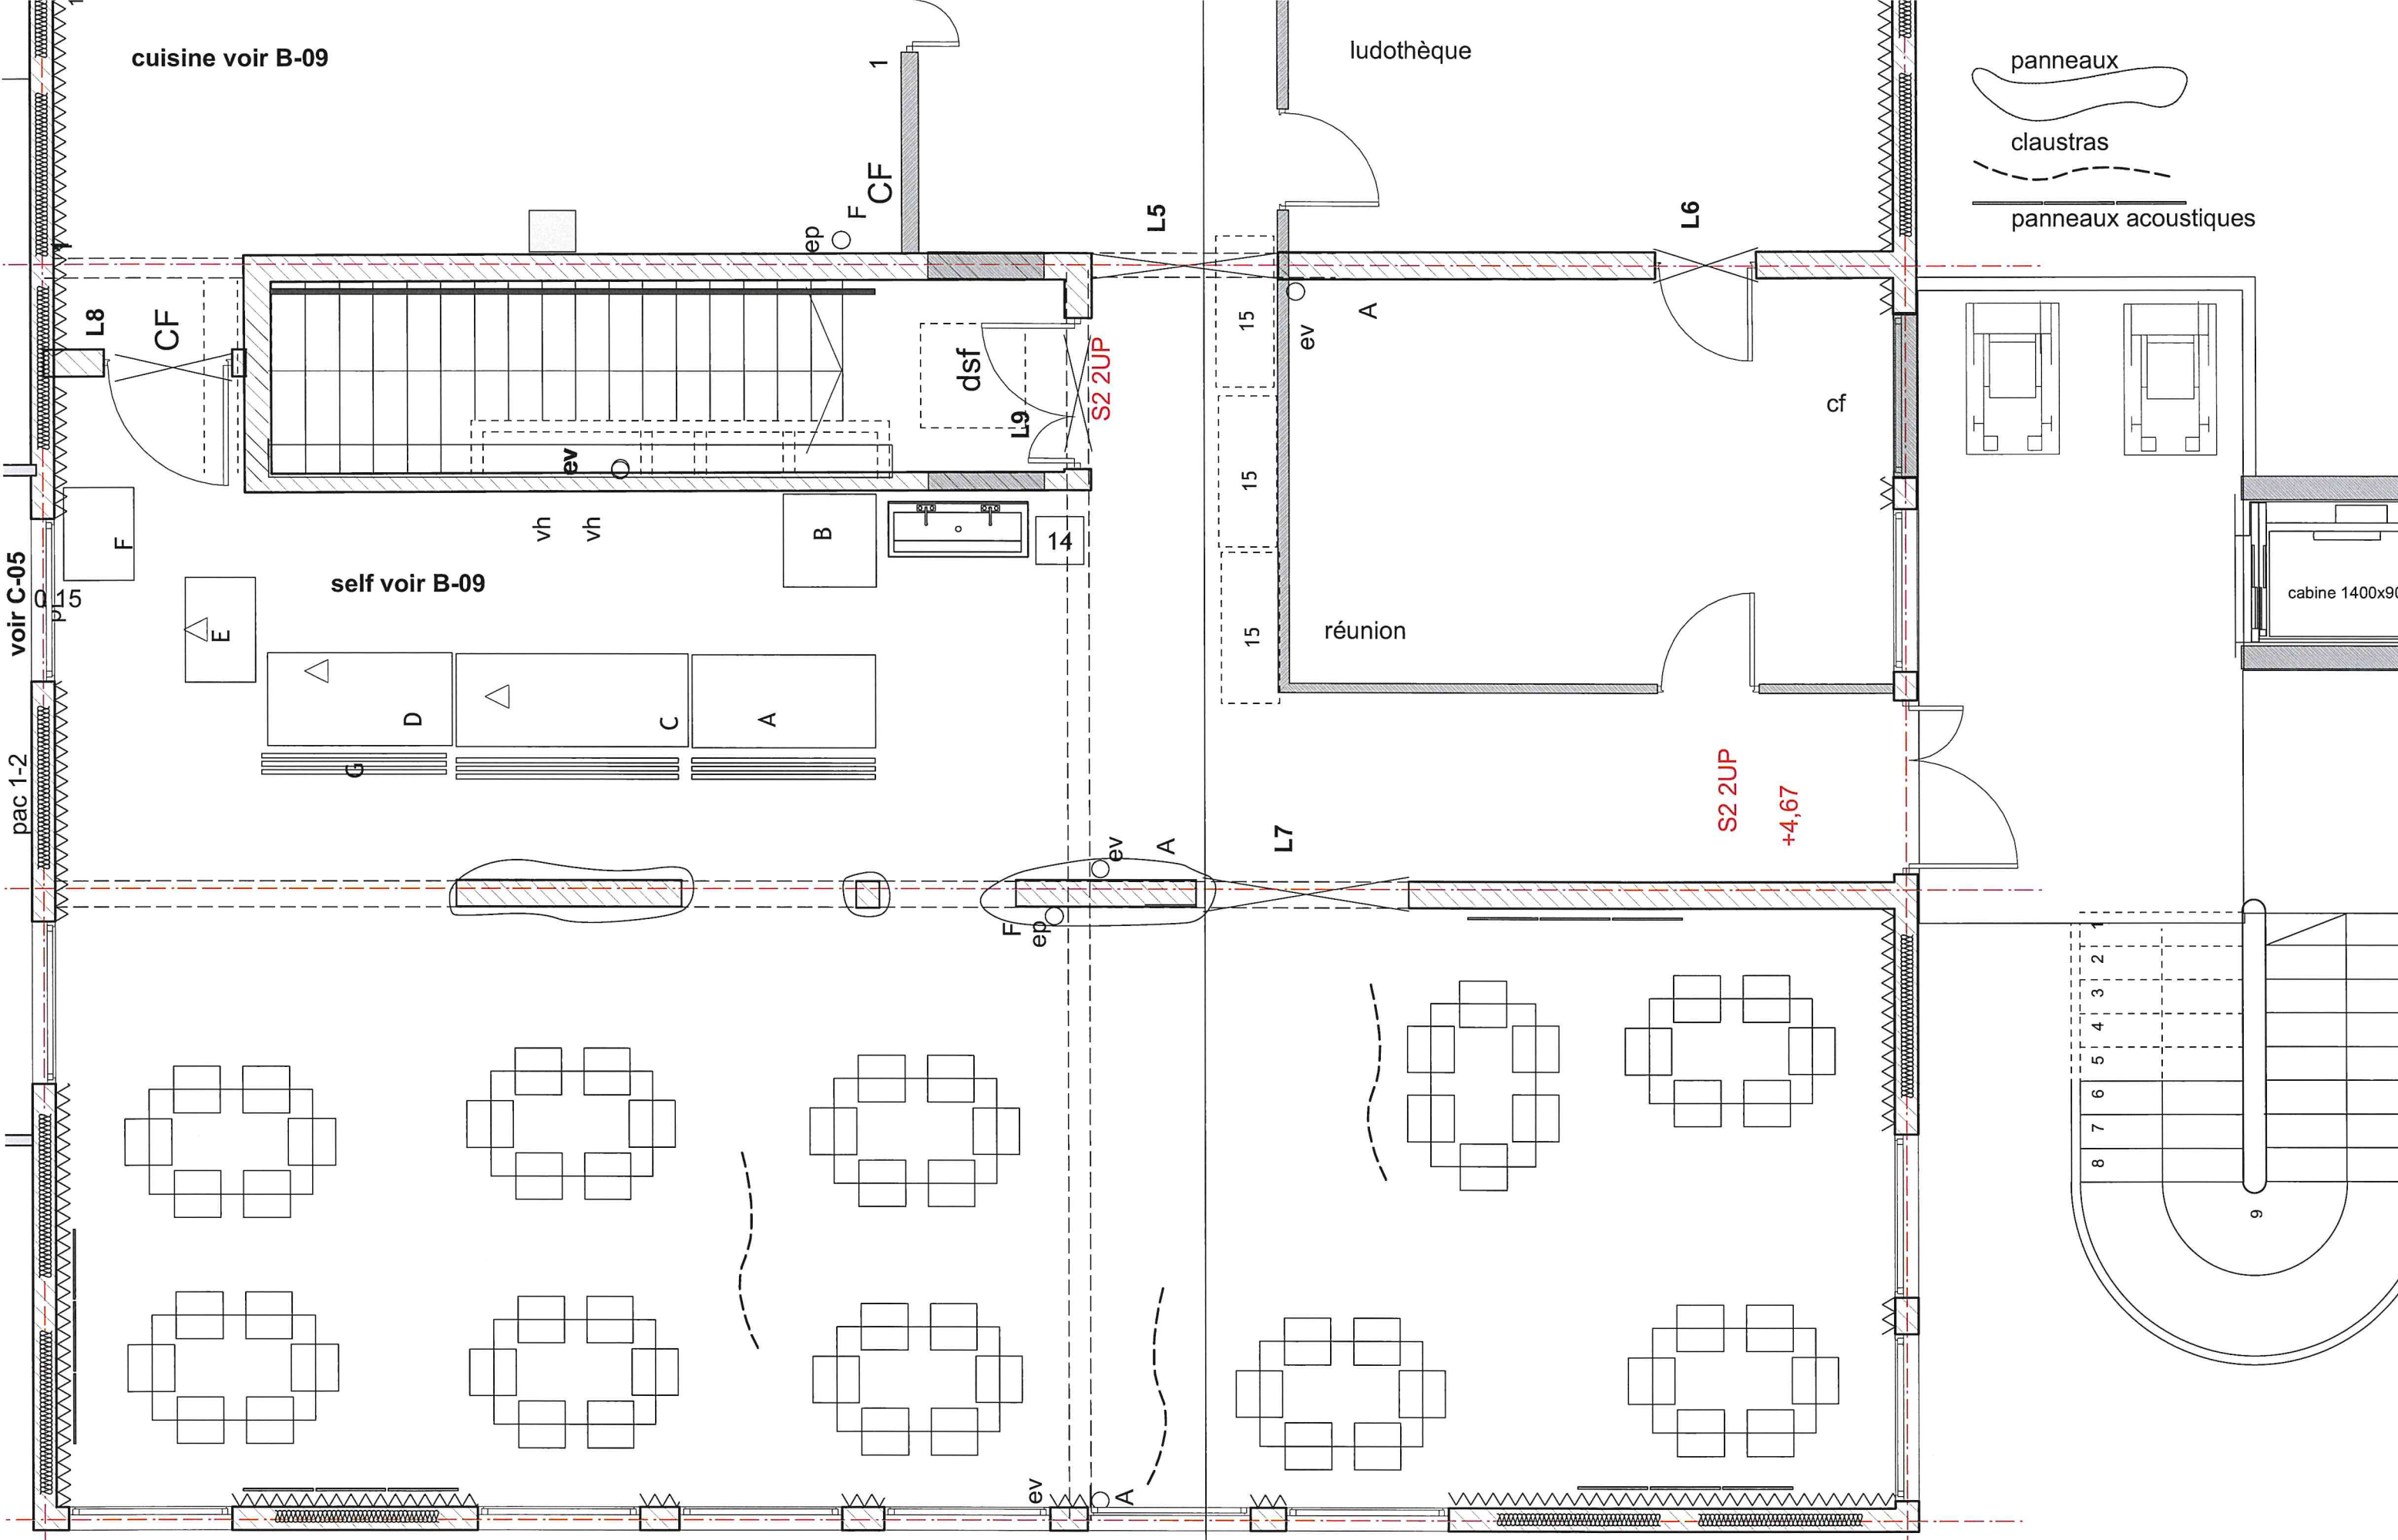 cuisine voir B-09
1
ludothèque
panneaux
claustras
panneaux acoustiques
CF
F
ep
L5
L6
L8
CF
dsf
L9
S2 2UP
15
15
15
ev
A
cf
ev
vh
vh
B
14
F
self voir B-09
voir C-05
0,15
E
D
C
A
G
pac 1-2
réunion
cabine 1400x90
S2 2UP
+4,67
L7
ev
A
F
ep
1
2
3
4
5
6
7
8
9
ev
A